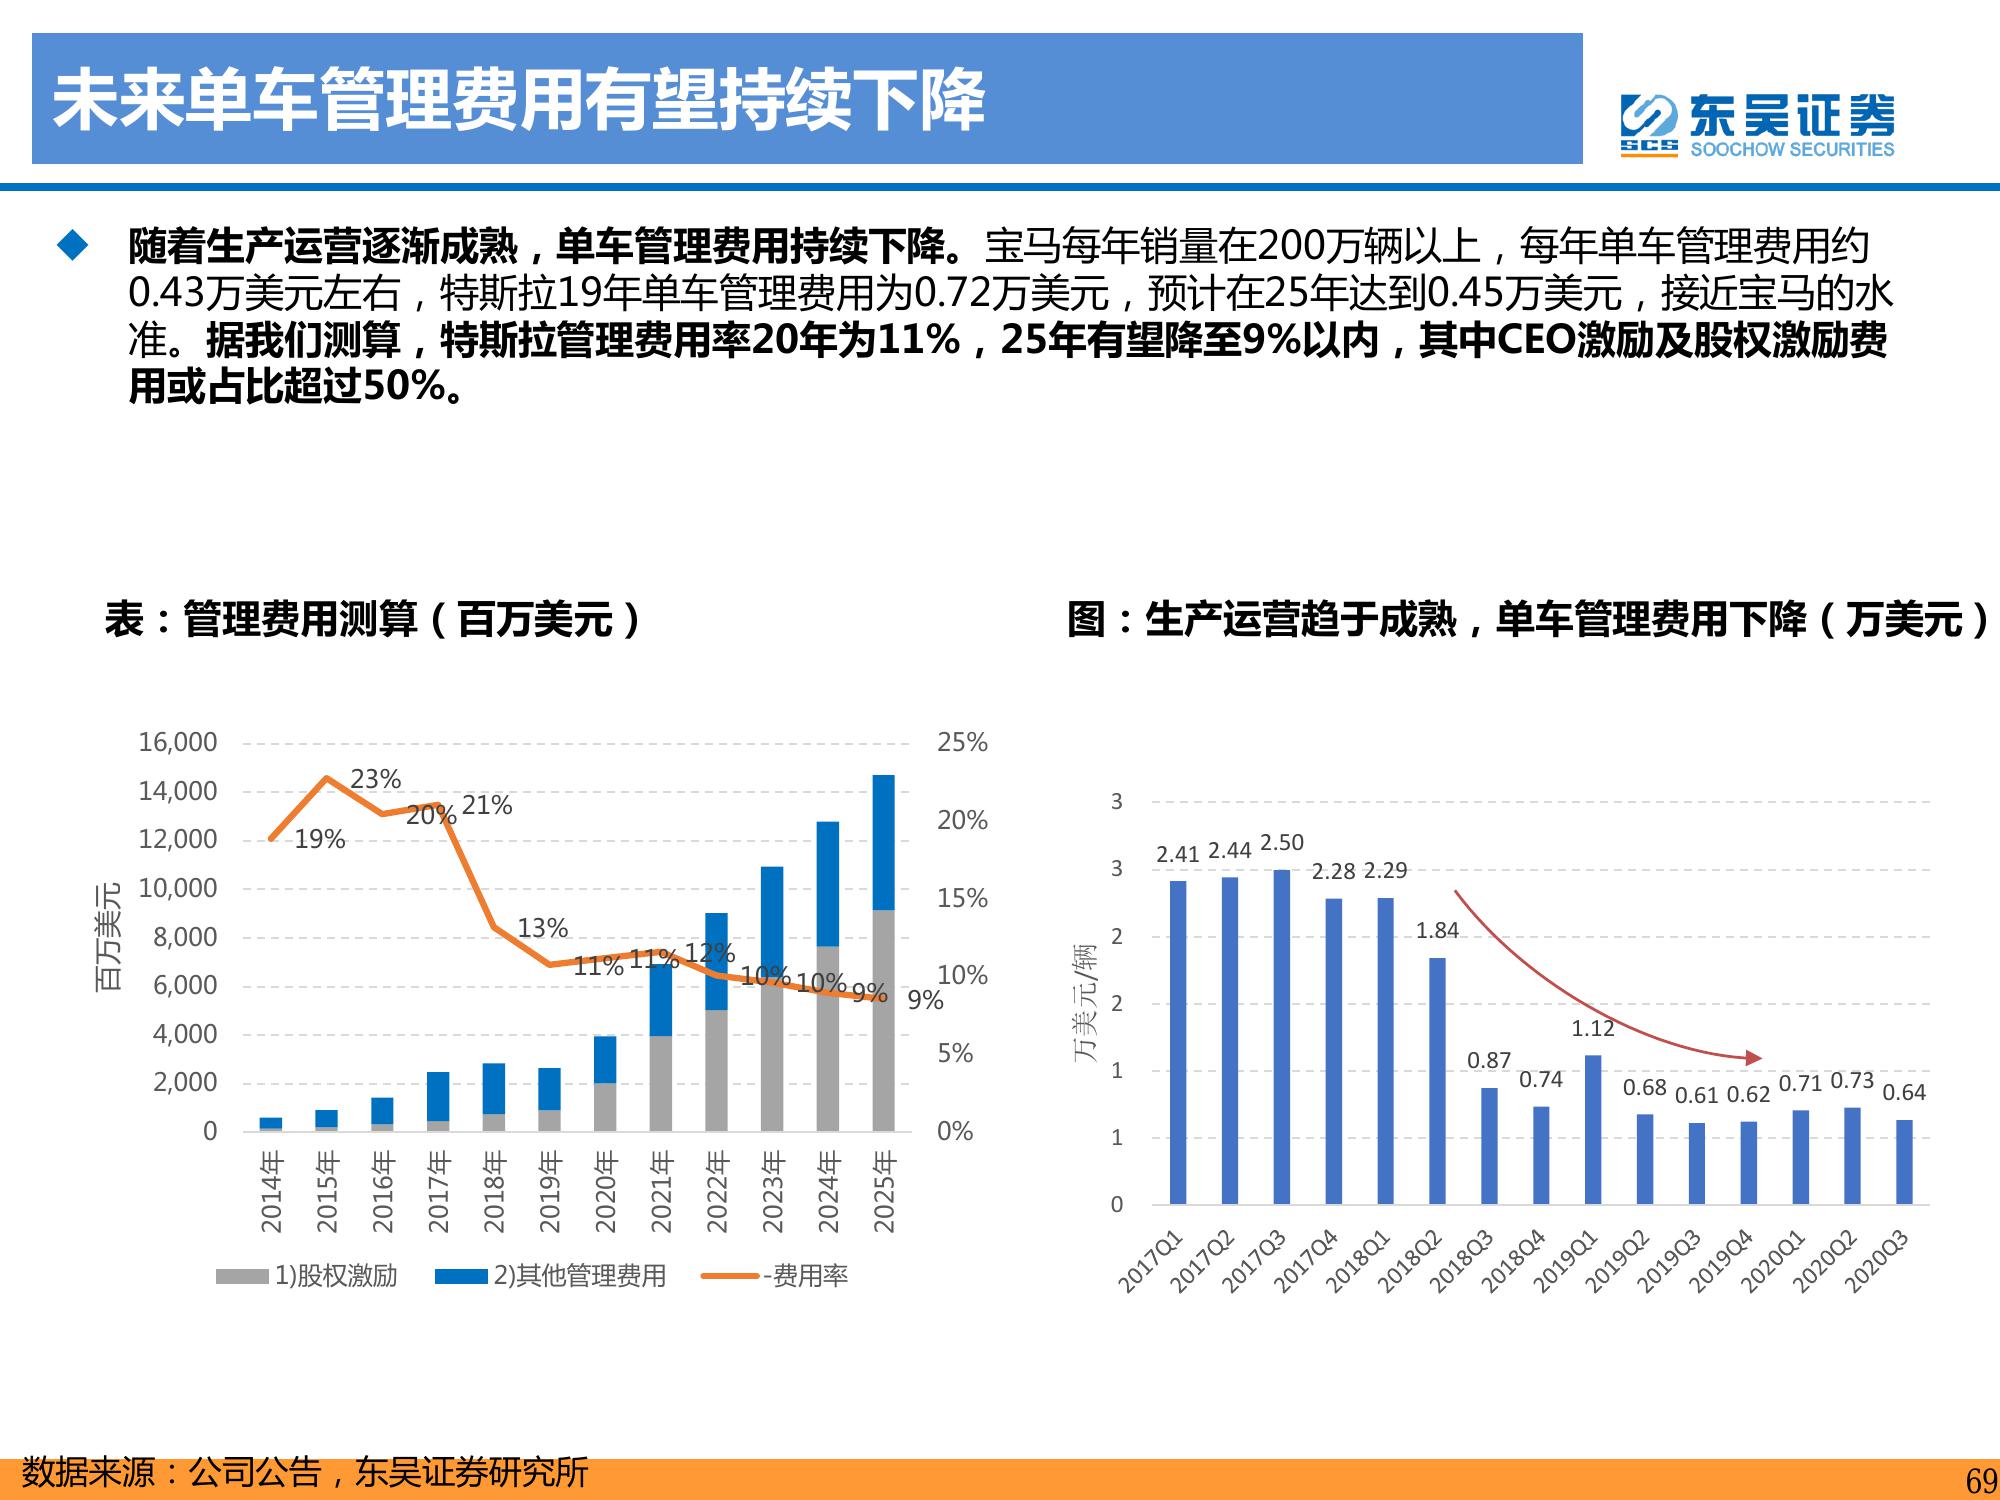 未来单车管理费用有望持续下降
东吴证券
SCS
SOOCHOW SECURITIES
随着生产运营逐渐成熟，单车管理费用持续下降。宝马每年销量在200万辆以上，每年单车管理费用约
0.43万美元左右，特斯拉19年单车管理费用为0.72万美元，预计在25年达到0.45万美元，接近宝马的水
准。据我们测算，特斯拉管理费用率20年为11%，25年有望降至9%以内，其中CEO激励及股权激励费
用或占比超过50%。
表：管理费用测算（百万美元）
16,000
14,000
12,000
10,000
8,000
6,000
4,000
2,000
0
百万美元
25%
20%
15%
10%
5%
0%
19%
23%
20%
21%
13%
11%
11%
12%
10%
10%
9%
9%
2014年
2015年
2016年
2017年
2018年
2019年
2020年
2021年
2022年
2023年
2024年
2025年
1)股权激励
2)其他管理费用
-费用率
图：生产运营趋于成熟，单车管理费用下降（万美元）
3
3
2
2
1
1
0
万美元/辆
2.41
2.44
2.50
2.28
2.29
1.84
0.87
0.74
1.12
0.68
0.61
0.62
0.71
0.73
0.64
2017Q1
2017Q2
2017Q3
2017Q4
2018Q1
2018Q2
2018Q3
2018Q4
2019Q1
2019Q2
2019Q3
2019Q4
2020Q1
2020Q2
2020Q3
数据来源：公司公告，东吴证券研究所
69